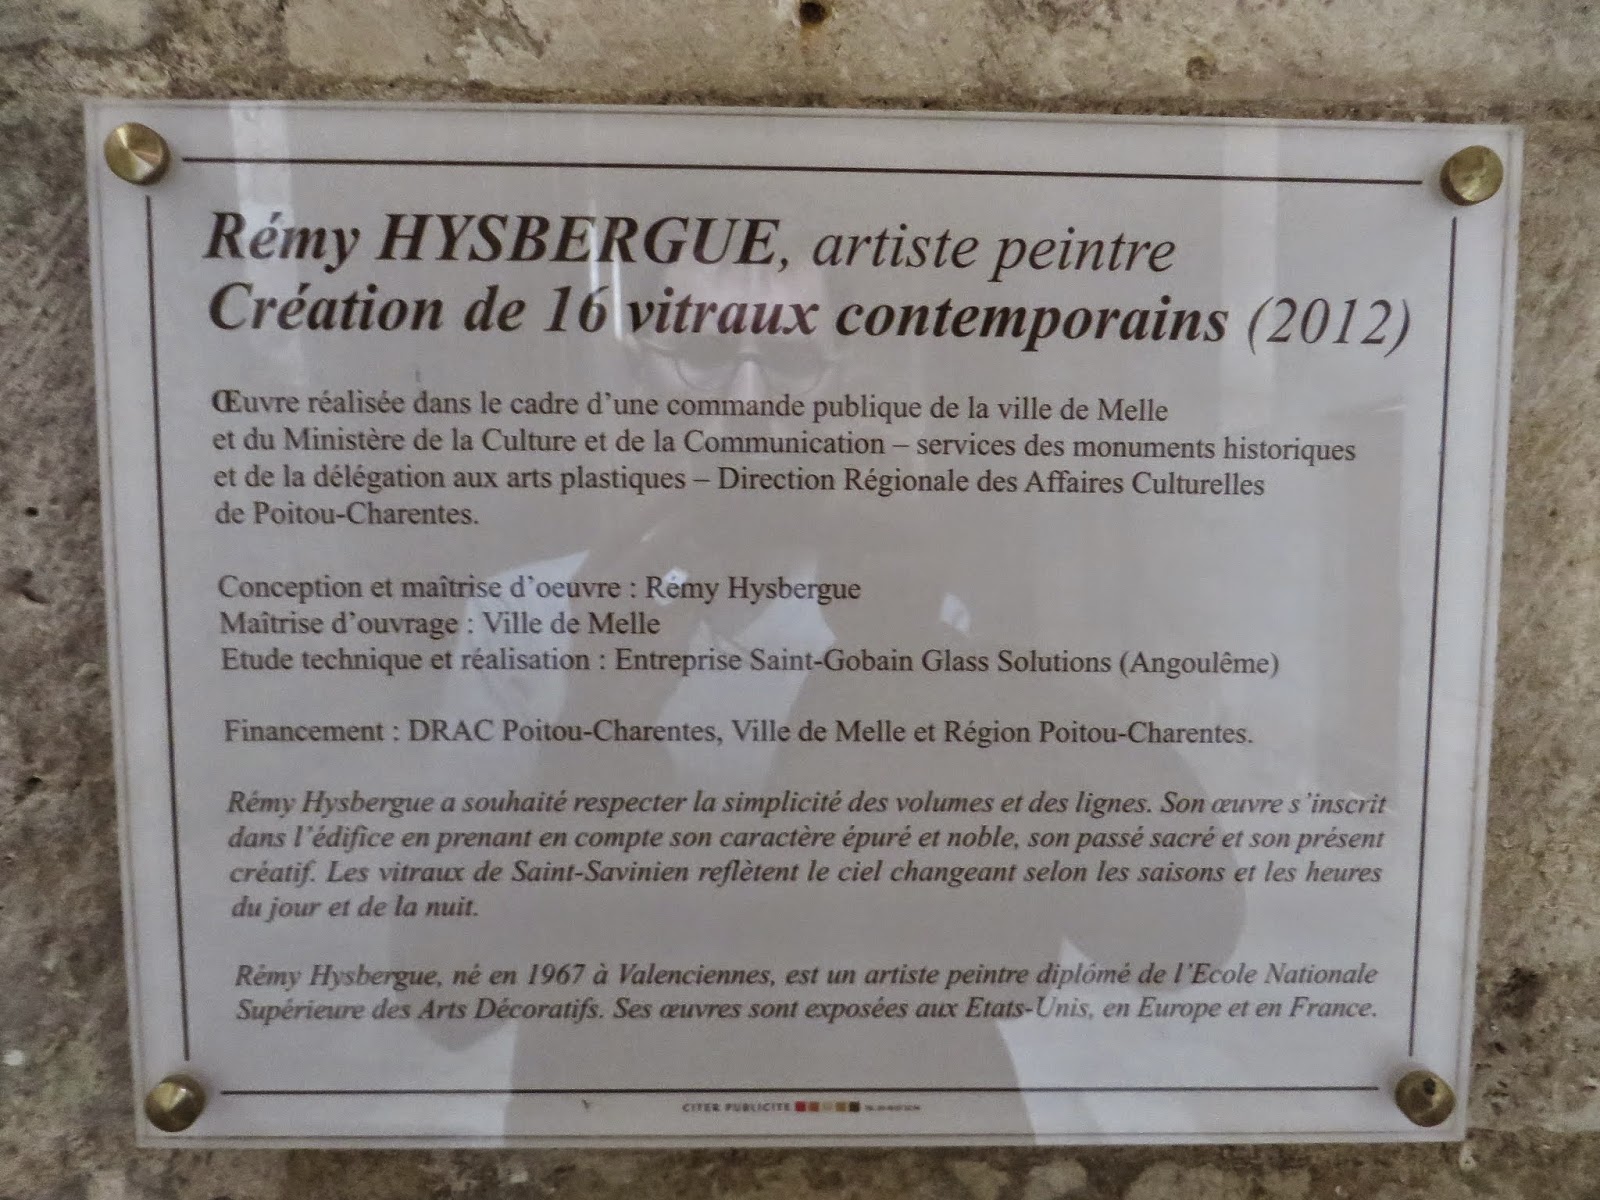 Rémy HYSBERGUE, artiste peintre
Création de 16 vitraux contemporains (2012)
Œuvre réalisée dans le cadre d’une commande publique de la ville de Melle
et du Ministère de la Culture et de la Communication – services des monuments historiques
et de la délégation aux arts plastiques – Direction Régionale des Affaires Culturelles
de Poitou-Charentes.
Conception et maîtrise d’oeuvre : Rémy Hysbergue
Maîtrise d’ouvrage : Ville de Melle
Etude technique et réalisation : Entreprise Saint-Gobain Glass Solutions (Angoulême)
Financement : DRAC Poitou-Charentes, Ville de Melle et Région Poitou-Charentes.
Rémy Hysbergue a souhaité respecter la simplicité des volumes et des lignes. Son œuvre s’inscrit
dans l’édifice en prenant en compte son caractère épuré et noble, son passé sacré et son présent
créatif. Les vitraux de Saint-Savinien reflètent le ciel changeant selon les saisons et les heures
du jour et de la nuit.
Rémy Hysbergue, né en 1967 à Valenciennes, est un artiste peintre diplômé de l’Ecole Nationale
Supérieure des Arts Décoratifs. Ses œuvres sont exposées aux Etats-Unis, en Europe et en France.
CITER PUBLICITE